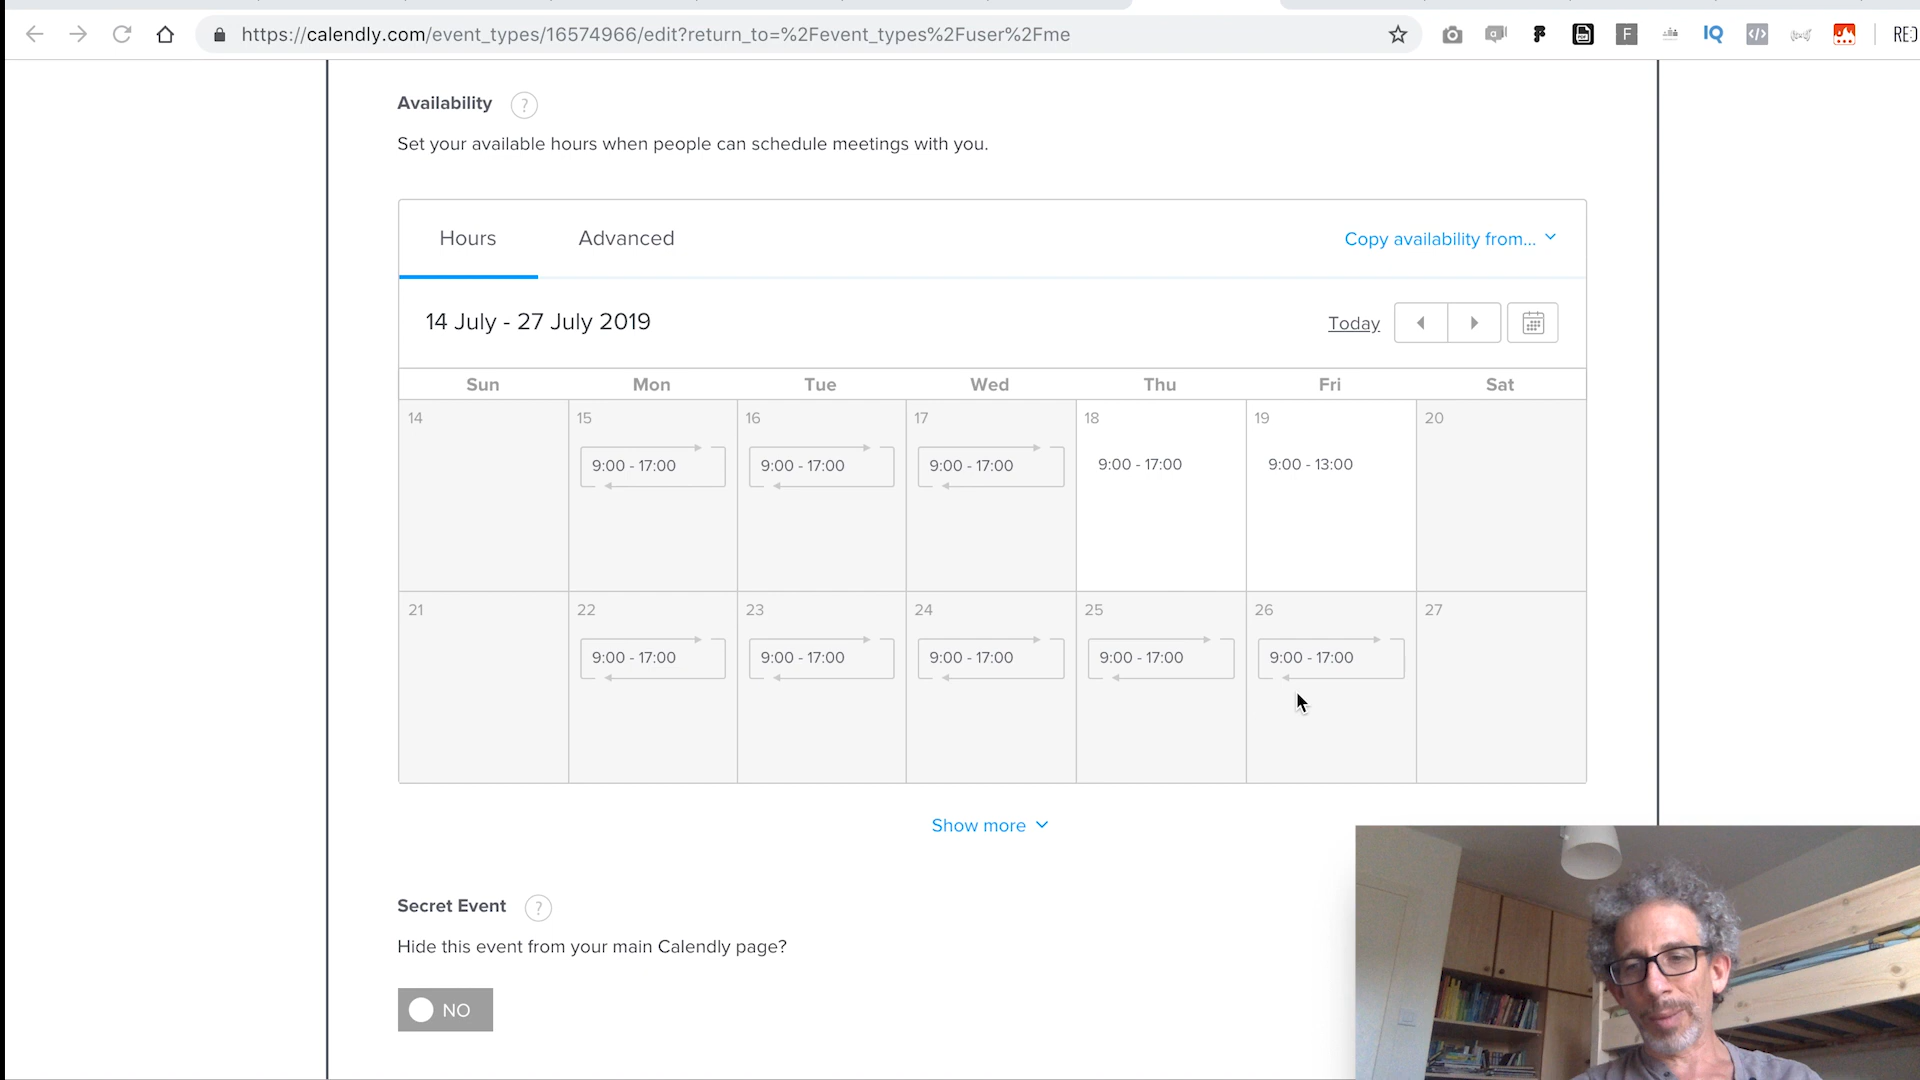 https://calendly.com/event_types/16574966/edit?return_to=%2Fevent_types%2Fuser%2Fme
IQ
F
</>
Availability ?
Set your available hours when people can schedule meetings with you.
Hours Advanced Copy availability from...
14 July - 27 July 2019 Today
Sun Mon Tue Wed Thu Fri Sat
14 15 16 17 18 19 20
9:00 - 17:00 9:00 - 17:00 9:00 - 17:00 9:00 - 17:00 9:00 - 13:00
21 22 23 24 25 26 27
9:00 - 17:00 9:00 - 17:00 9:00 - 17:00 9:00 - 17:00 9:00 - 17:00
Show more
Secret Event ?
Hide this event from your main Calendly page?
NO